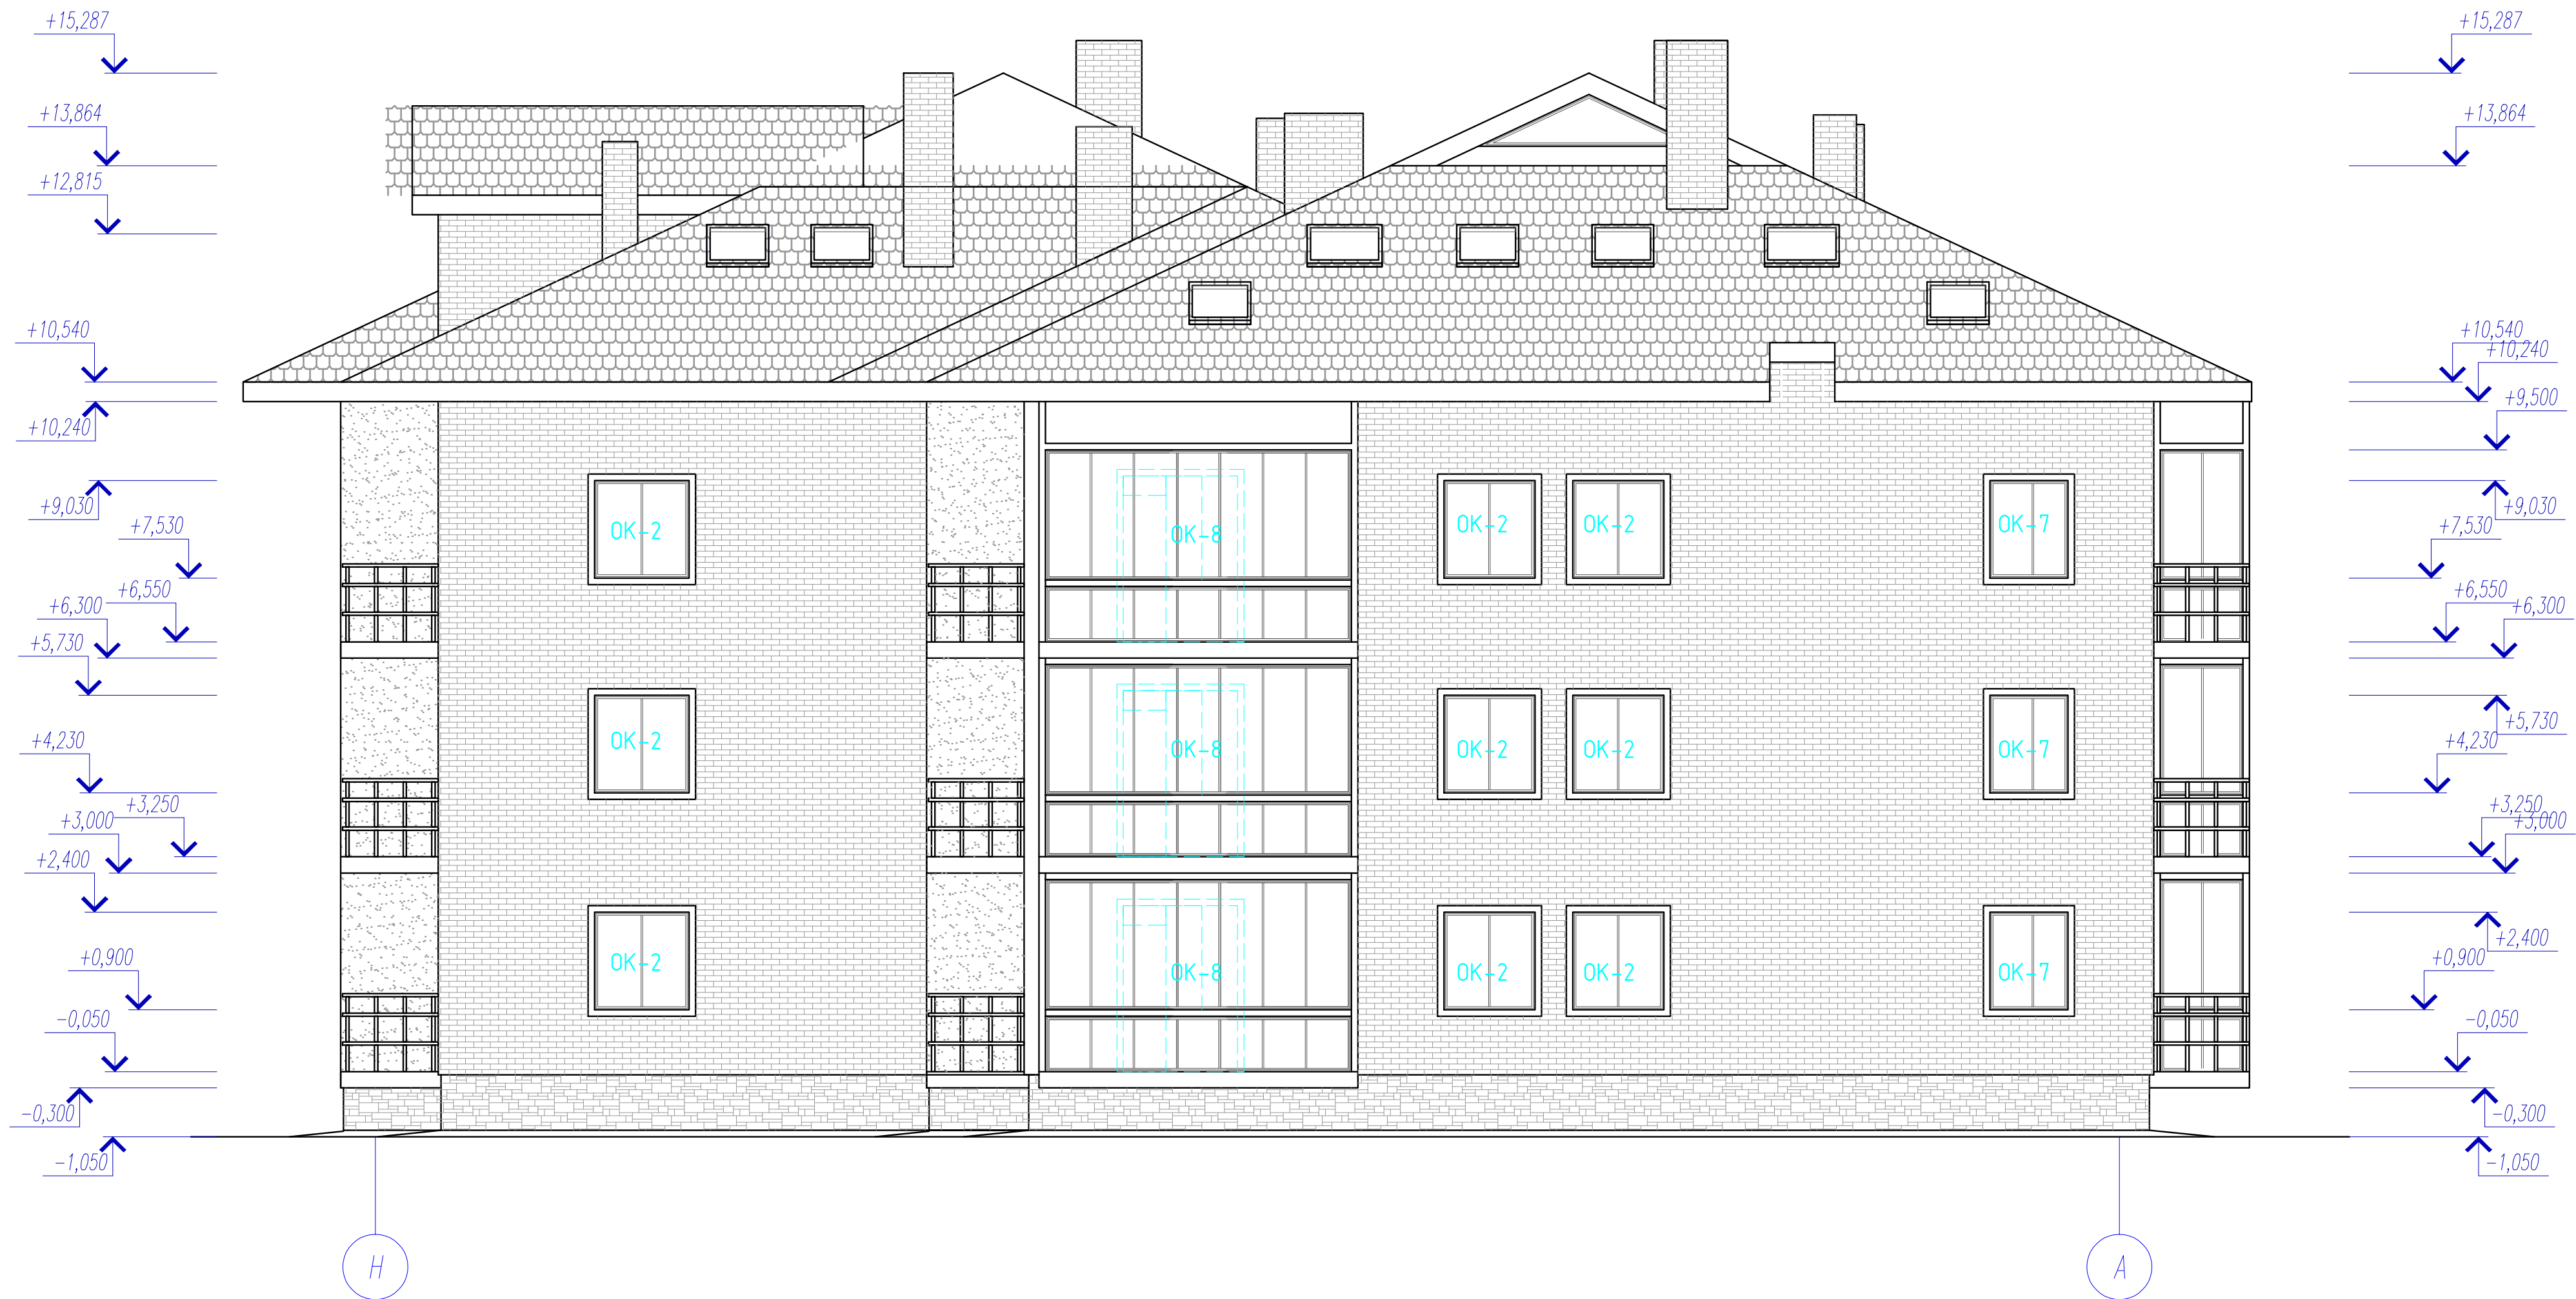 +15,287
+15,287
+13,864
+13,864
+12,815
+10,540
+10,540
+10,240
+9,500
+10,240
+9,030
+9,030
+7,530
+7,530
ОК-2
ОК-8
ОК-2
ОК-2
ОК-7
+6,550
+6,300
+6,550
+6,300
+5,730
+5,730
+4,230
+4,230
ОК-2
ОК-8
ОК-2
ОК-2
ОК-7
+3,250
+3,000
+3,250
+3,000
+2,400
+2,400
+0,900
+0,900
ОК-2
ОК-8
ОК-2
ОК-2
ОК-7
-0,050
-0,050
-0,300
-0,300
-1,050
-1,050
Н
А